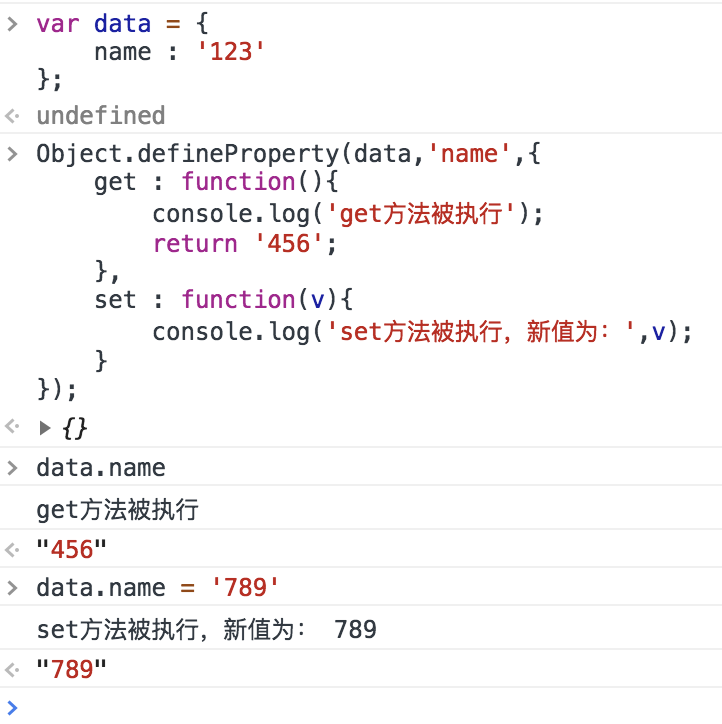 > var data = {
    name : '123'
};
undefined
> Object.defineProperty(data,'name',{
    get : function(){
        console.log('get方法被执行');
        return '456';
    },
    set : function(v){
        console.log('set方法被执行，新值为：',v);
    }
});
▶ {}
> data.name
get方法被执行
"456"
> data.name = '789'
set方法被执行，新值为： 789
"789"
>